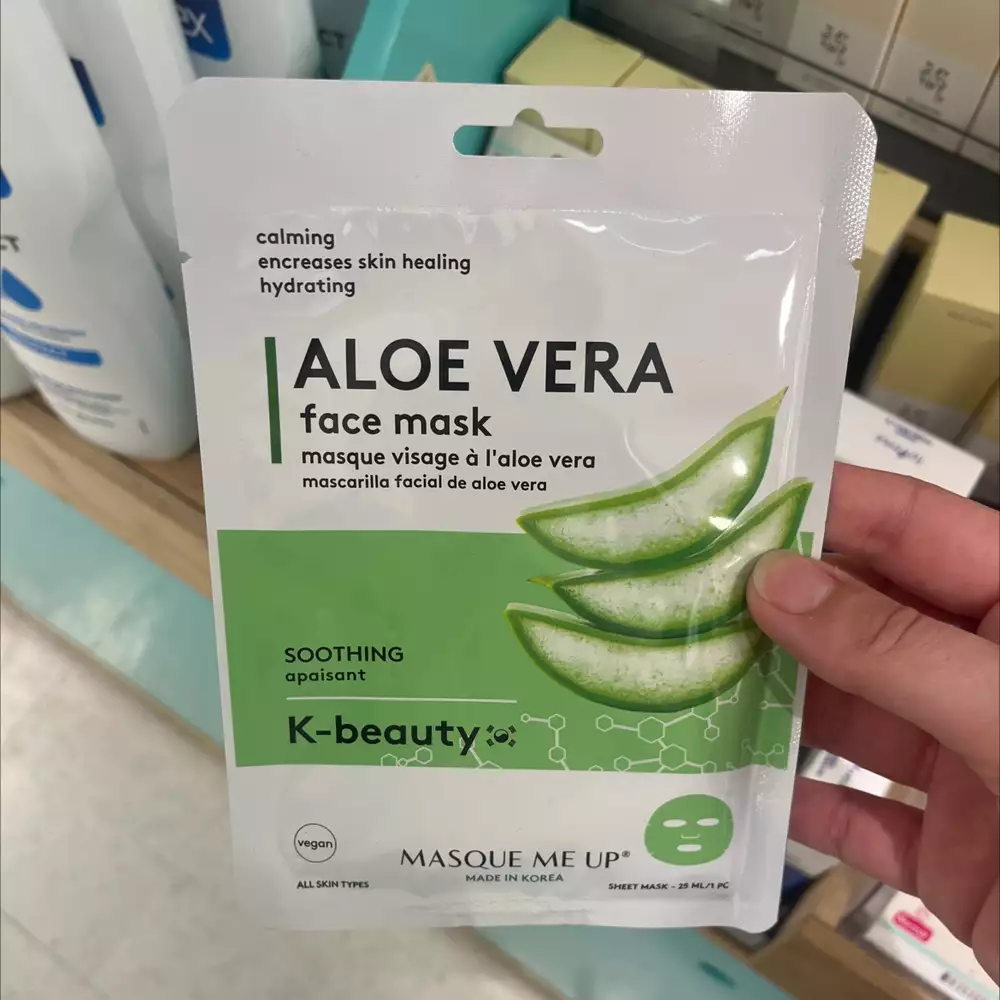 calming
encreases skin healing
hydrating
ALOE VERA
face mask
masque visage à l'aloe vera
mascarilla facial de aloe vera
SOOTHING
apaisant
K-beauty
vegan
ALL SKIN TYPES
MASQUE ME UP®
MADE IN KOREA
SHEET MASK - 25 ML/1 PC